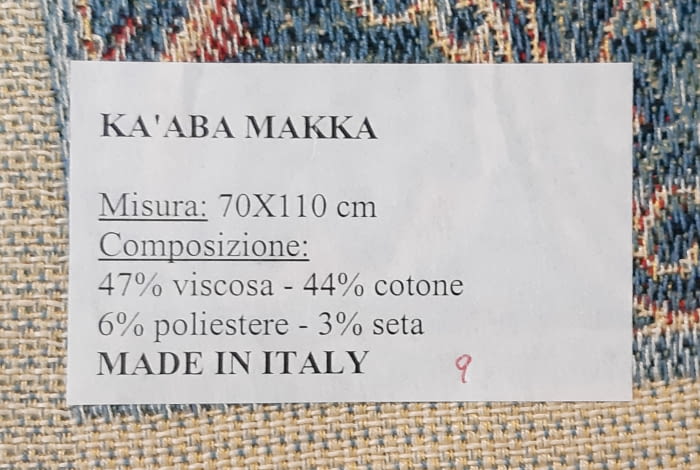 KA'ABA MAKKA
Misura: 70X110 cm
Composizione:
47% viscosa - 44% cotone
6% poliestere - 3% seta
MADE IN ITALY 9